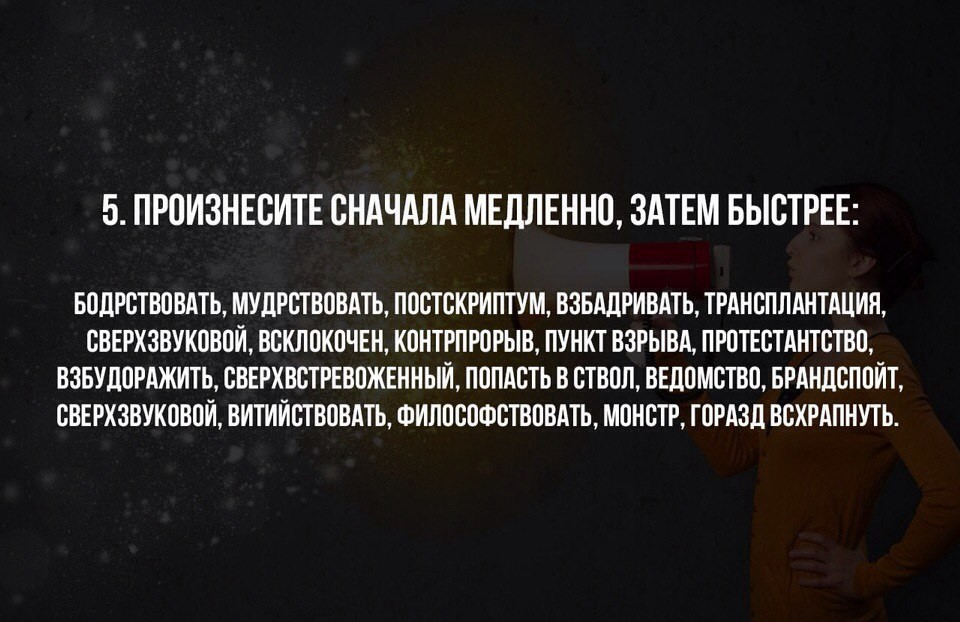 5. ПРОИЗНЕСИТЕ СНАЧАЛА МЕДЛЕННО, ЗАТЕМ БЫСТРЕЕ:
БОДРСТВОВАТЬ, МУДРСТВОВАТЬ, ПОСТСКРИПТУМ, ВЗБАДРИВАТЬ, ТРАНСПЛАНТАЦИЯ,
СВЕРХЗВУКОВОЙ, ВСКЛОКОЧЕН, КОНТРПРОРЫВ, ПУНКТ ВЗРЫВА, ПРОТЕСТАНТСТВО,
ВЗБУДОРАЖИТЬ, СВЕРХВСТРЕВОЖЕННЫЙ, ПОПАСТЬ В СТВОЛ, ВЕДОМСТВО, БРАНДСПОЙТ,
СВЕРХЗВУКОВОЙ, ВИТИЙСТВОВАТЬ, ФИЛОСОФСТВОВАТЬ, МОНСТР, ГОРАЗД ВСХРАПНУТЬ.